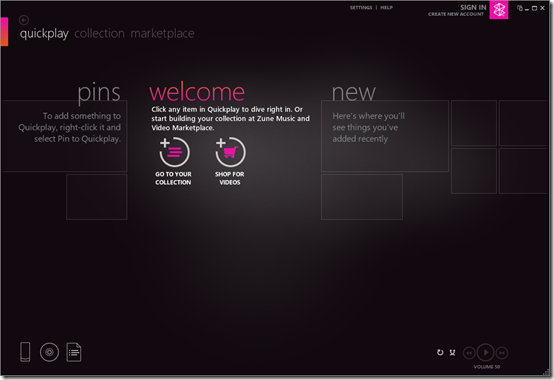 SETTINGS | HELP
SIGN IN
CREATE NEW ACCOUNT
quickplay collection marketplace
pins
To add something to
Quickplay, right-click it and
select Pin to Quickplay.
welcome
Click any item in Quickplay to dive right in. Or
start building your collection at Zune Music and
Video Marketplace.
GO TO YOUR
COLLECTION
SHOP FOR
VIDEOS
new
Here's where you'll
see things you've
added recently
VOLUME 50